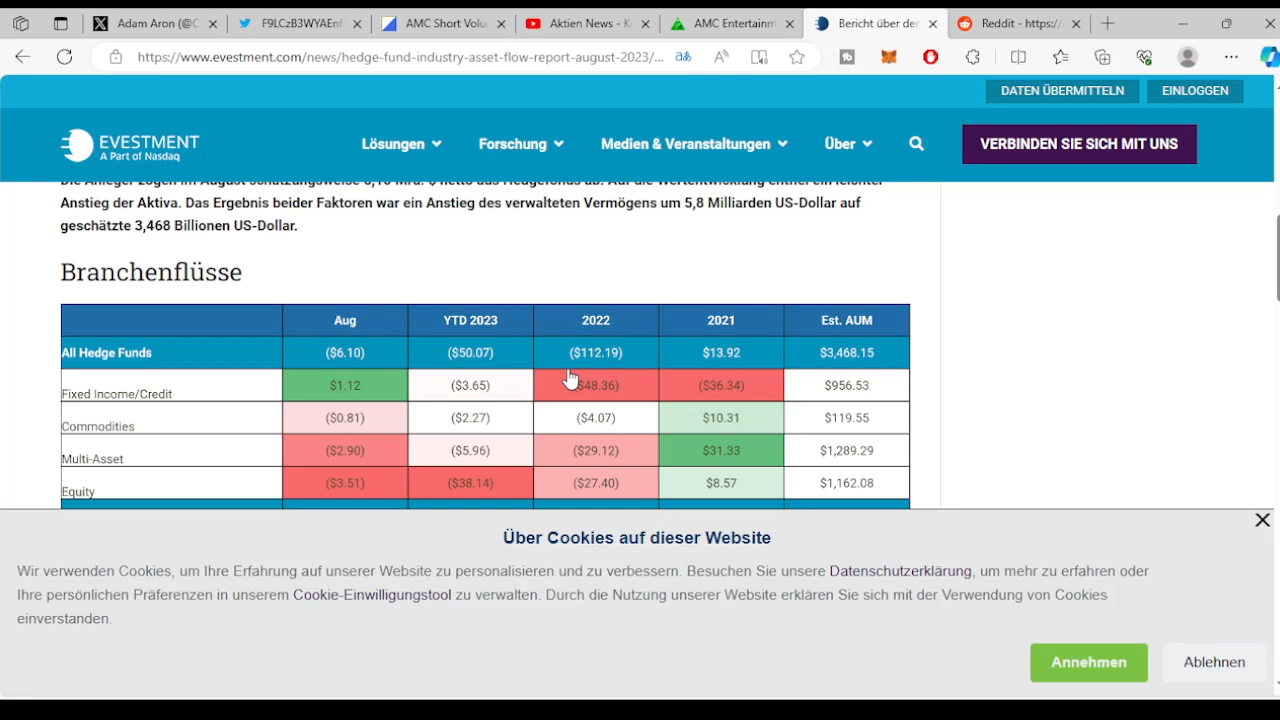 Adam Aron (@C
F9LCzB3WYAEnf
AMC Short Volu
Aktien News - K
AMC Entertainm
Bericht über der
Reddit - https:/
https://www.evestment.com/news/hedge-fund-industry-asset-flow-report-august-2023/...
DATEN ÜBERMITTELN
EINLOGGEN
EVESTMENT
A Part of Nasdaq
Lösungen
Forschung
Medien & Veranstaltungen
Über
VERBINDEN SIE SICH MIT UNS
Anstieg der Aktiva. Das Ergebnis beider Faktoren war ein Anstieg des verwalteten Vermögens um 5,8 Milliarden US-Dollar auf
geschätzte 3,468 Billionen US-Dollar.
Branchenflüsse
Aug YTD 2023 2022 2021 Est. AUM
All Hedge Funds ($6.10) ($50.07) ($112.19) $13.92 $3,468.15
Fixed Income/Credit $1.12 ($3.65) $48.36) ($36.34) $956.53
Commodities ($0.81) ($2.27) ($4.07) $10.31 $119.55
Multi-Asset ($2.90) ($5.96) ($29.12) $31.33 $1,289.29
Equity ($3.51) ($38.14) ($27.40) $8.57 $1,162.08
Über Cookies auf dieser Website
Wir verwenden Cookies, um Ihre Erfahrung auf unserer Website zu personalisieren und zu verbessern. Besuchen Sie unsere Datenschutzerklärung, um mehr zu erfahren oder
Ihre persönlichen Präferenzen in unserem Cookie-Einwilligungstool zu verwalten. Durch die Nutzung unserer Website erklären Sie sich mit der Verwendung von Cookies
einverstanden.
Annehmen
Ablehnen